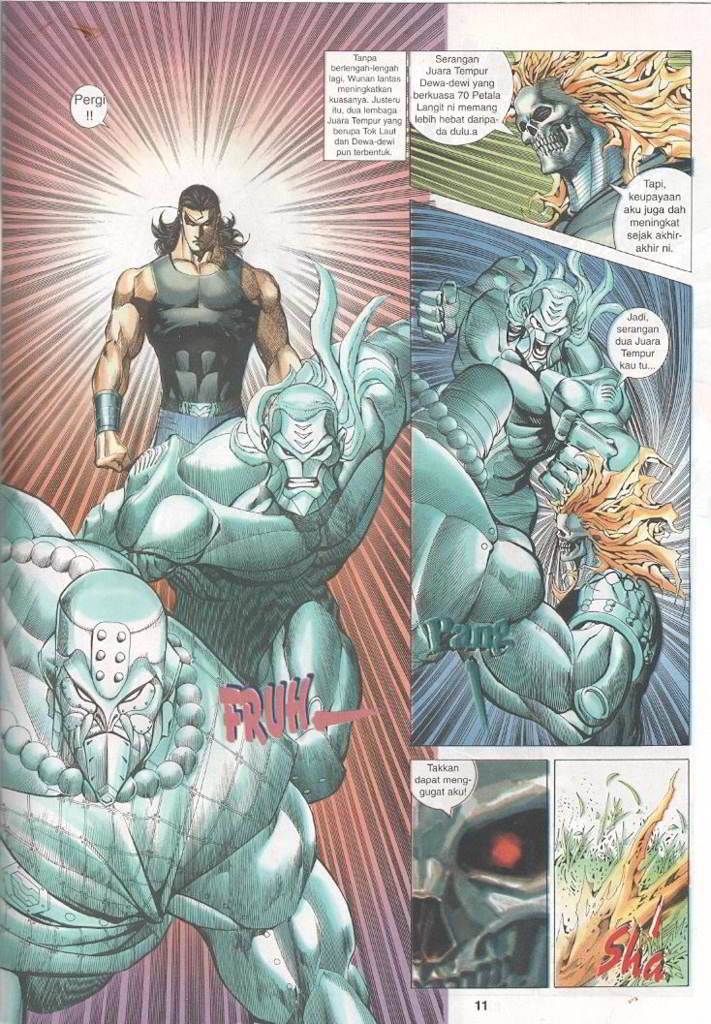 Pergi
!!
Tanpa
berlengah-lengah
lagi, Wunan lantas
meningkatkan
kuasanya. Justeru
itu, dua lembaga
Juara Tempur yang
berupa Tok Laut
dan Dewa-dewi
pun terbentuk.
FRUH
Serangan
Juara Tempur
Dewa-dewi yang
berkuasa 70 Petala
Langit ni memang
lebih hebat daripa-
da dulu.a
Tapi,
keupayaan
aku juga dah
meningkat
sejak akhir-
akhir ni.
Jadi,
serangan
dua Juara
Tempur
kau tu...
Pang
Takkan
dapat meng-
gugat aku!
Sha
11